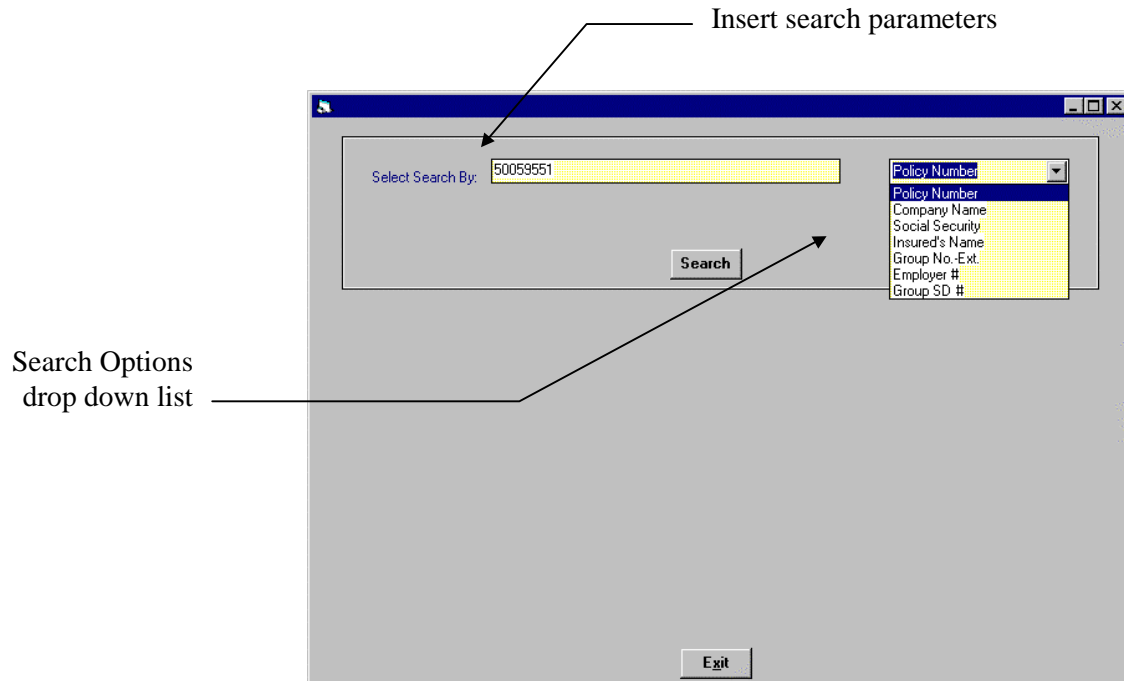 Insert search parameters
Select Search By:
50059551
Policy Number
Policy Number
Company Name
Social Security
Insured's Name
Group No.-Ext.
Employer #
Group SD #
Search
Search Options
drop down list
Exit